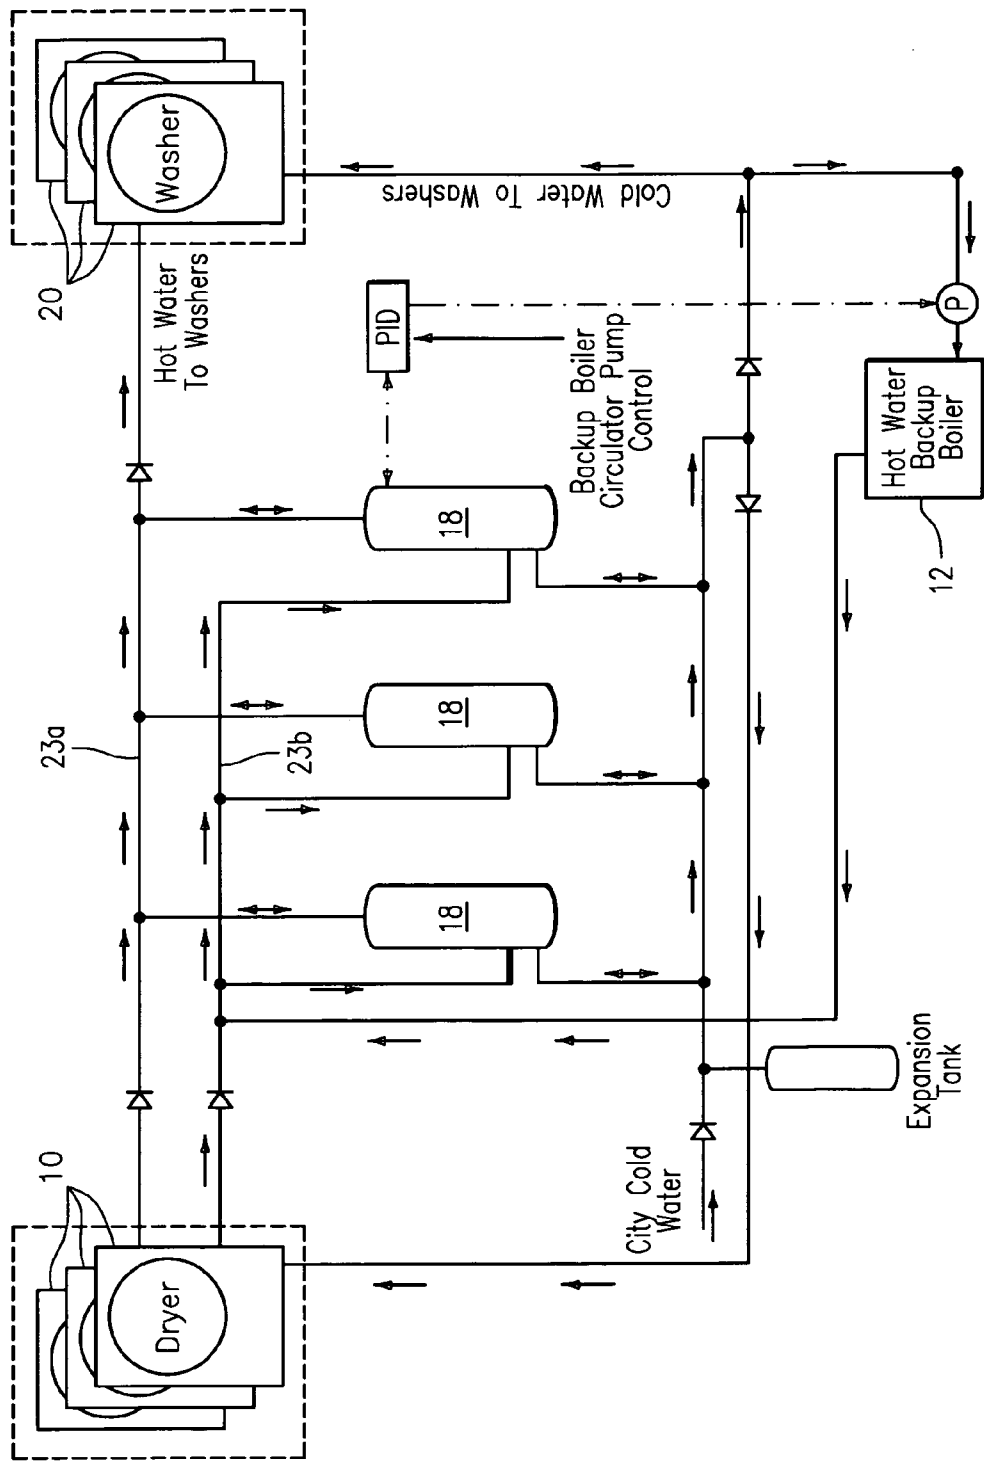 10
Dryer
23a
23b
20
Washer
Hot Water
To Washers
18
18
18
PID
Backup Boiler
Circulator Pump
Control
Cold Water To Washers
City Cold
Water
Expansion
Tank
P
Hot Water
Backup
Boiler
12